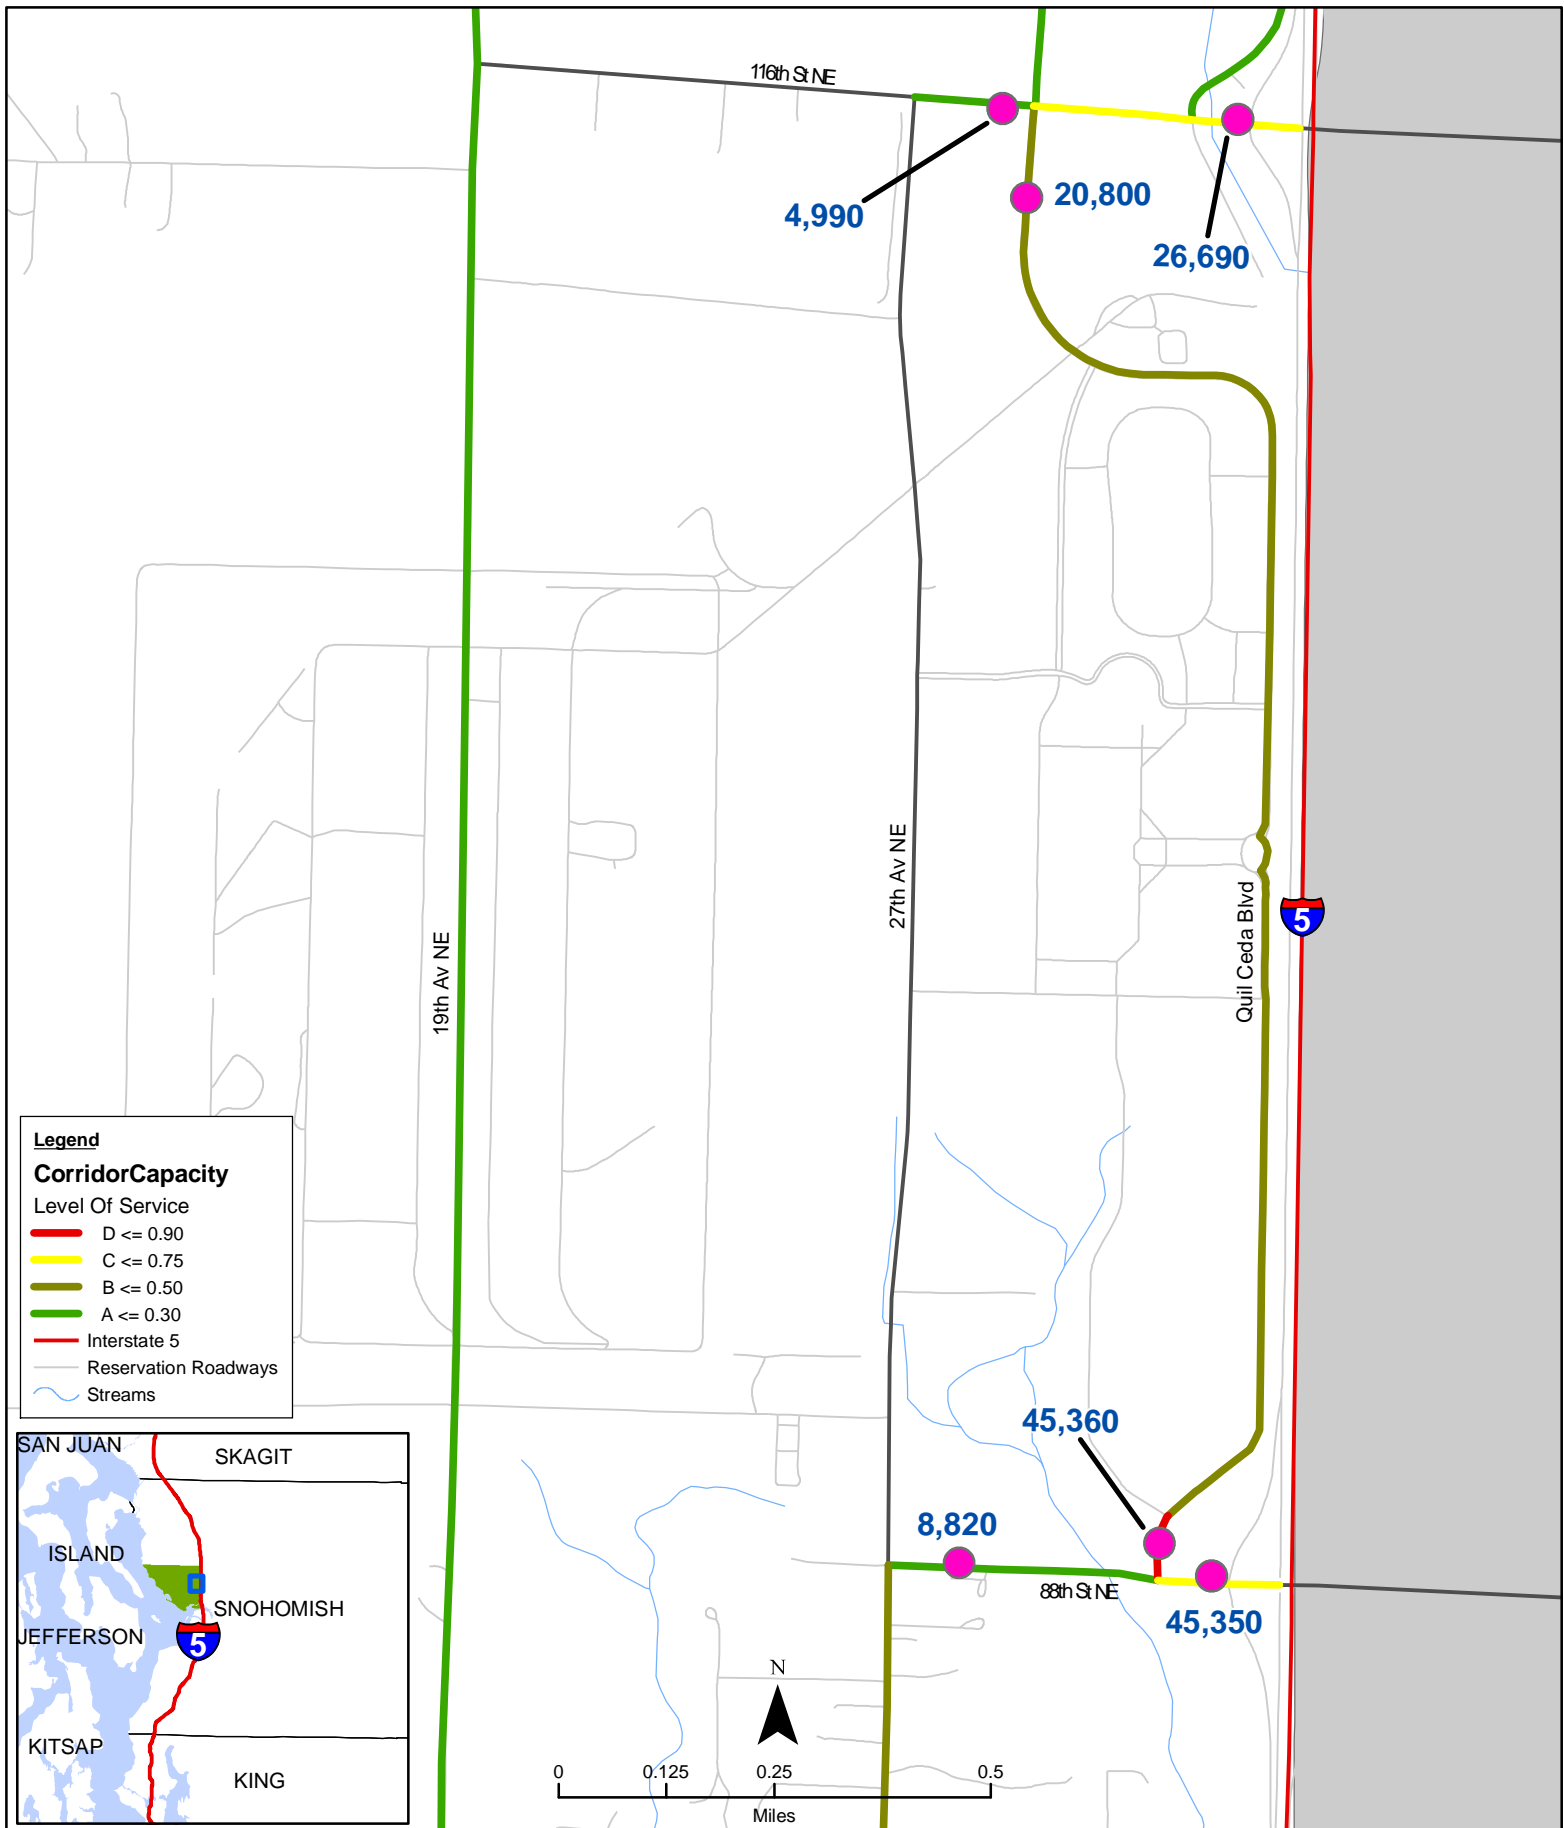 116th St NE
4,990
20,800
26,690
27th Av NE
19th Av NE
Quil Ceda Blvd
5
Legend
CorridorCapacity
Level Of Service
D <= 0.90
C <= 0.75
B <= 0.50
A <= 0.30
Interstate 5
Reservation Roadways
Streams
45,360
8,820
88th St NE
45,350
SAN JUAN
SKAGIT
ISLAND
SNOHOMISH
JEFFERSON
5
KITSAP
KING
N
0 0.125 0.25 0.5
Miles